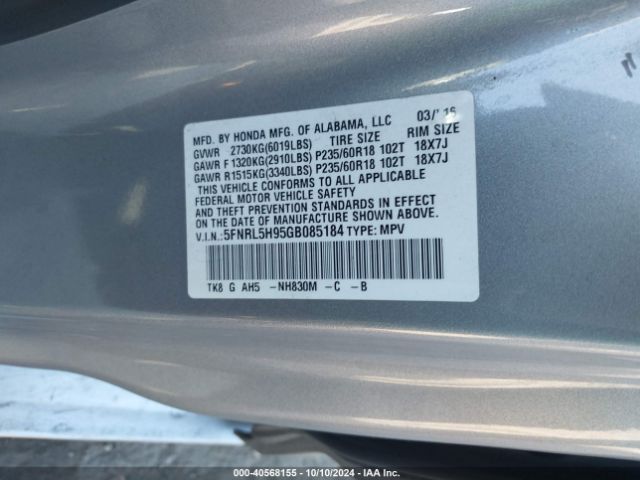 MFD. BY HONDA MFG. OF ALABAMA, LLC 03/'16
GVWR 2730KG(6019LBS) TIRE SIZE RIM SIZE
GAWR F1320KG(2910LBS) P235/60R18 102T 18X7J
GAWR R1515KG(3340LBS) P235/60R18 102T 18X7J
THIS VEHICLE CONFORMS TO ALL APPLICABLE
FEDERAL MOTOR VEHICLE SAFETY
AND THEFT PREVENTION STANDARDS IN EFFECT
ON THE DATE OF MANUFACTURE SHOWN ABOVE.
V.I.N.:5FNRL5H95GB085184 TYPE: MPV
TK8 G AH5 -NH830M -C -B
000-40568155 - 10/10/2024 - IAA Inc.